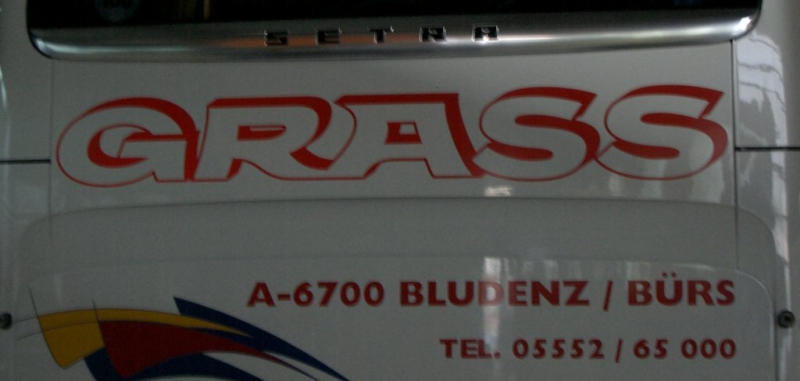 SETRA
GRASS
A-6700 BLUDENZ / BÜRS
TEL. 05552 / 65 000